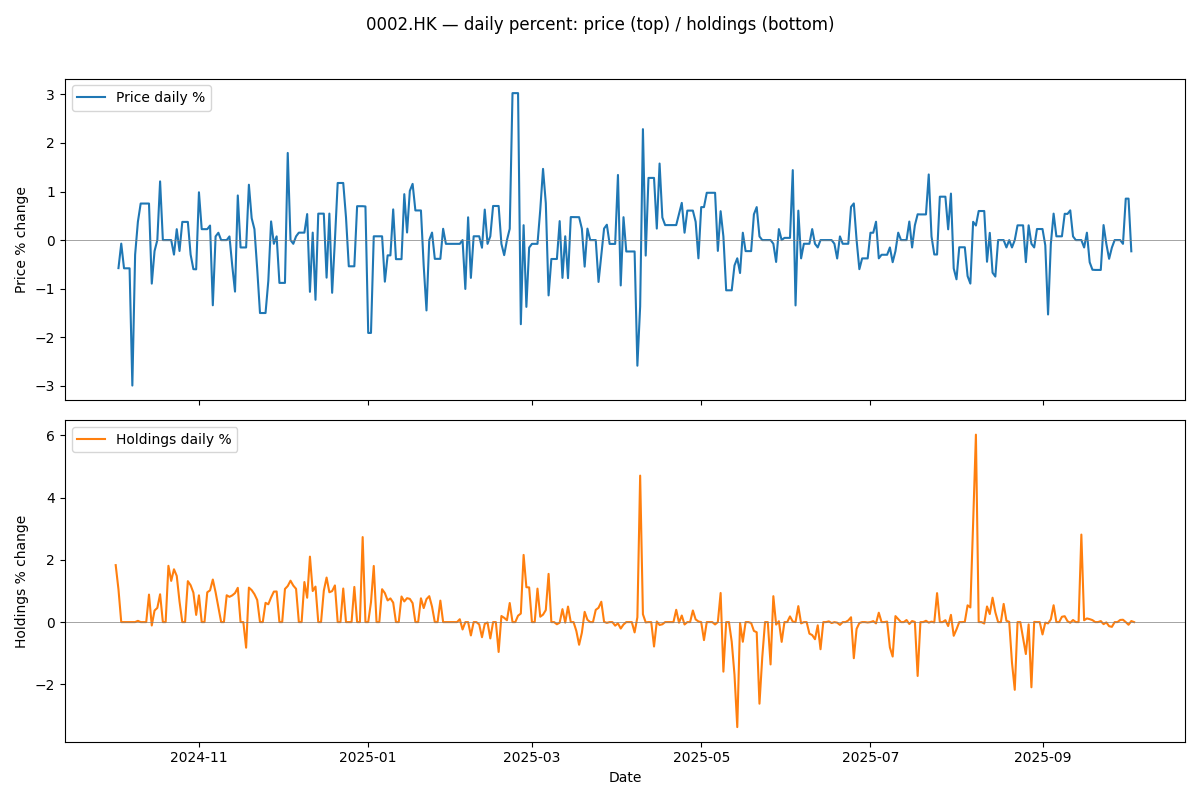 0002.HK — daily percent: price (top) / holdings (bottom)
Price daily %
3
2
1
0
−1
−2
−3
Price % change
Holdings daily %
6
4
2
0
−2
Holdings % change
2024-11 2025-01 2025-03 2025-05 2025-07 2025-09
Date